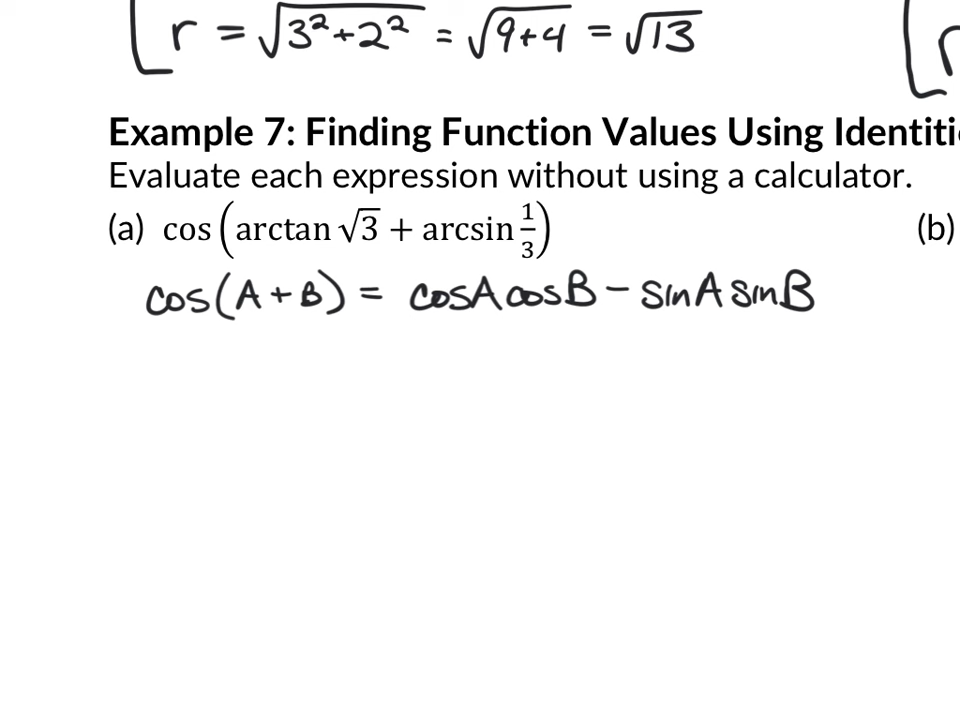 r = √3²+2² = √9+4 = √13
Example 7: Finding Function Values Using Identiti
Evaluate each expression without using a calculator.
(a) cos(arctan √3 + arcsin 1/3) (b)
cos(A+B) = cosA cosB - sinA sinB